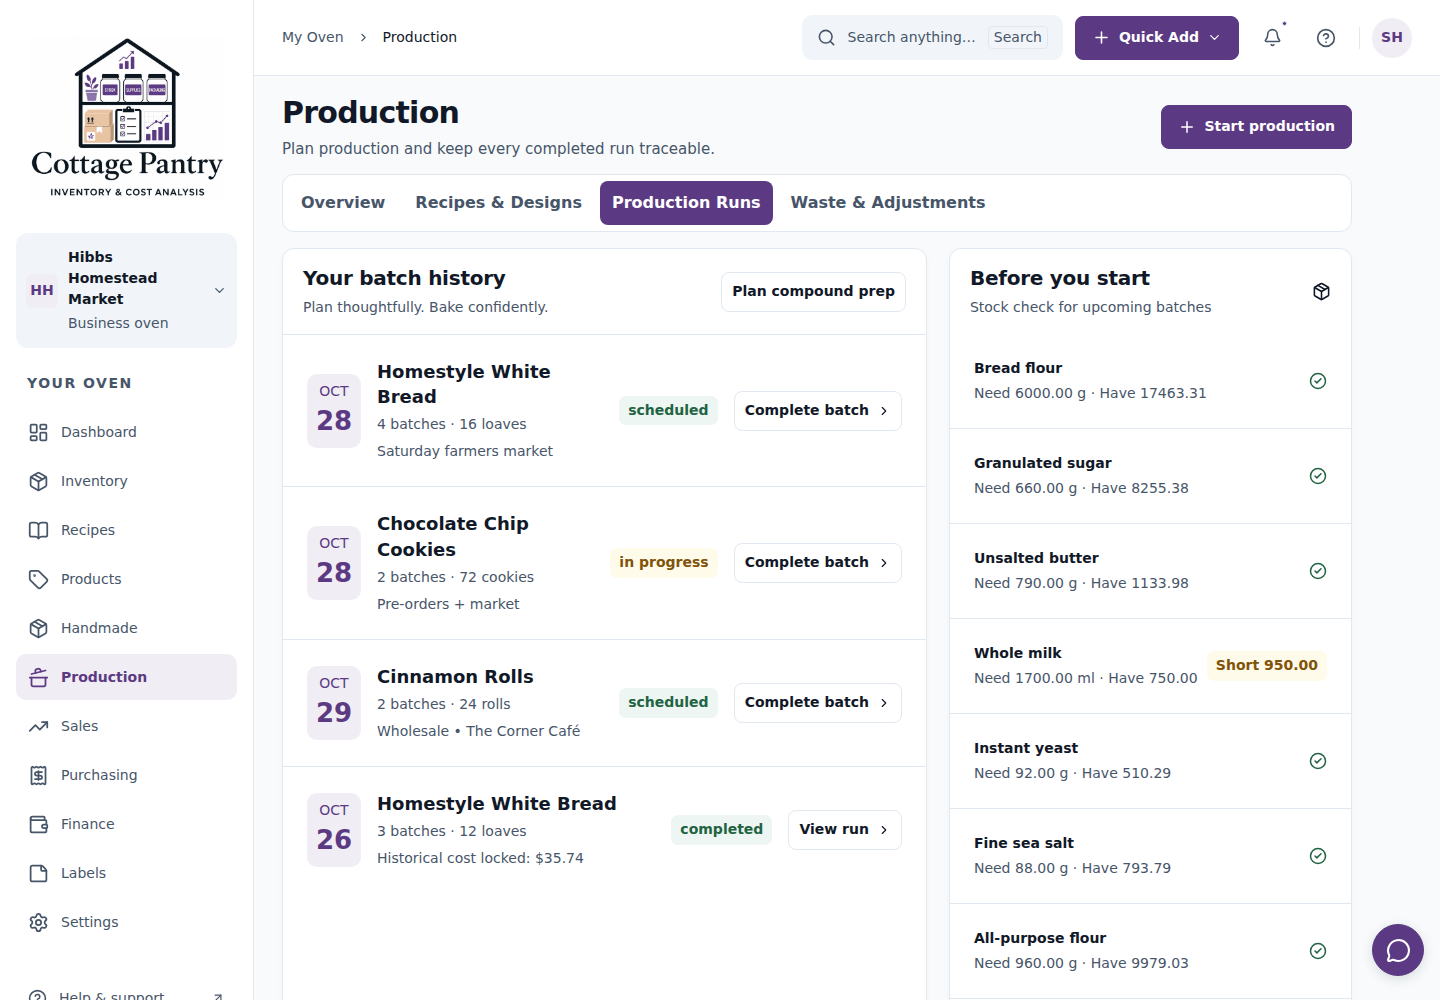 Cottage Pantry
INVENTORY & COST ANALYSIS
HH
Hibbs
Homestead
Market
Business oven
YOUR OVEN
Dashboard
Inventory
Recipes
Products
Handmade
Production
Sales
Purchasing
Finance
Labels
Settings
Help & support
My Oven
Production
Search anything…
Search
Quick Add
SH
Production
Plan production and keep every completed run traceable.
Start production
Overview
Recipes & Designs
Production Runs
Waste & Adjustments
Your batch history
Plan thoughtfully. Bake confidently.
Plan compound prep
OCT
28
Homestyle White
Bread
4 batches · 16 loaves
Saturday farmers market
scheduled
Complete batch
OCT
28
Chocolate Chip
Cookies
2 batches · 72 cookies
Pre-orders + market
in progress
Complete batch
OCT
29
Cinnamon Rolls
2 batches · 24 rolls
Wholesale • The Corner Café
scheduled
Complete batch
OCT
26
Homestyle White Bread
3 batches · 12 loaves
Historical cost locked: $35.74
completed
View run
Before you start
Stock check for upcoming batches
Bread flour
Need 6000.00 g · Have 17463.31
Granulated sugar
Need 660.00 g · Have 8255.38
Unsalted butter
Need 790.00 g · Have 1133.98
Whole milk
Need 1700.00 ml · Have 750.00
Short 950.00
Instant yeast
Need 92.00 g · Have 510.29
Fine sea salt
Need 88.00 g · Have 793.79
All-purpose flour
Need 960.00 g · Have 9979.03